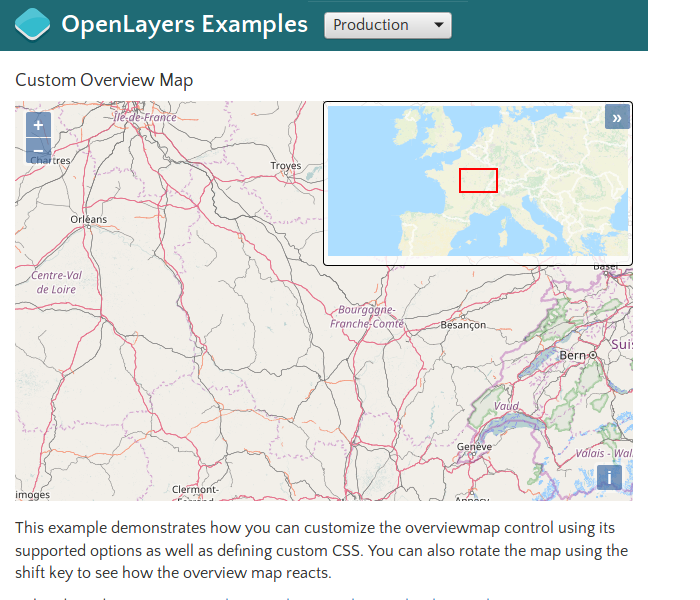 OpenLayers Examples
Production
Custom Overview Map
Île-de-France
+
»
–
Chartres
Troyes
Orléans
Basel
Centre-Val
de Loire
Bourgogne-
Franche-Comté
Besançon
Suis
Bern
Vaud
Genève
Valais - Wal
i
imoges
Clermont-
Annecy
This example demonstrates how you can customize the overviewmap control using its
supported options as well as defining custom CSS. You can also rotate the map using the
shift key to see how the overview map reacts.